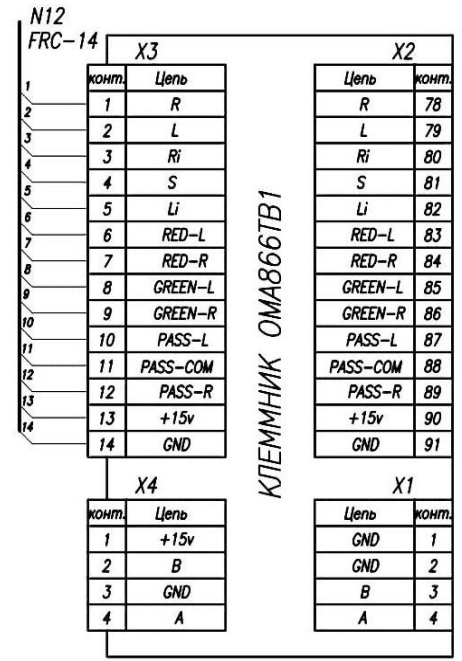 N12
FRC-14
X3
X2
конт. Цепь
Цепь конт.
1 1 R
R 78
2 2 L
L 79
3 3 Ri
Ri 80
4 4 S
S 81
5 5 Li
Li 82
6 6 RED-L
RED-L 83
7 7 RED-R
RED-R 84
8 8 GREEN-L
GREEN-L 85
9 9 GREEN-R
GREEN-R 86
10 10 PASS-L
PASS-L 87
11 11 PASS-COM
PASS-COM 88
12 12 PASS-R
PASS-R 89
13 13 +15v
+15v 90
14 14 GND
GND 91
КЛЕММНИК ОМА866ТВ1
X4
X1
конт. Цепь
Цепь конт.
1 +15v
GND 1
2 B
GND 2
3 GND
B 3
4 A
A 4